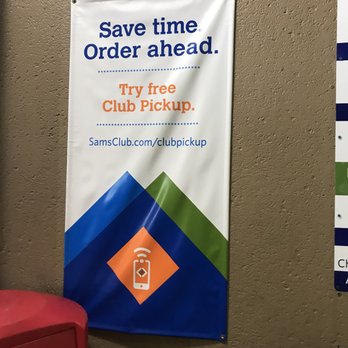 Save time.
Order ahead.
Try free
Club Pickup.
SamsClub.com/clubpickup